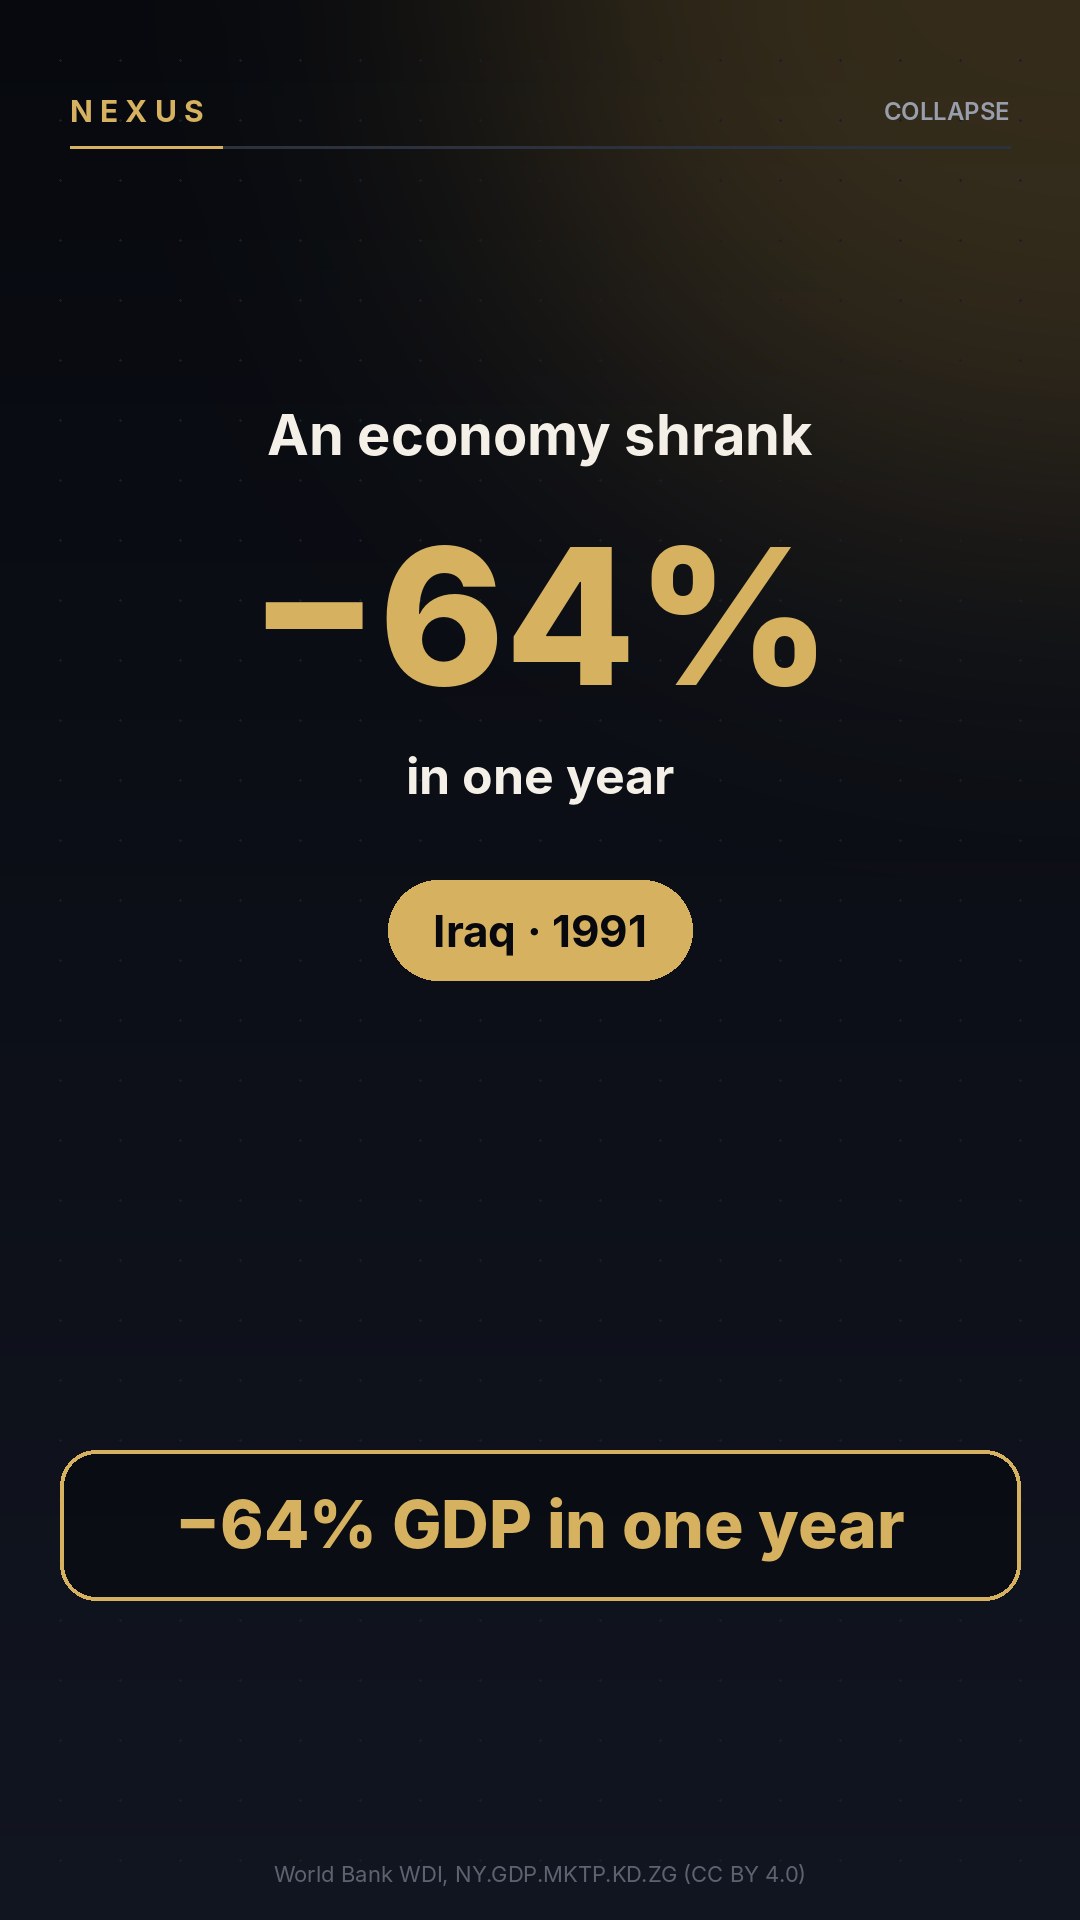 NEXUS
COLLAPSE
An economy shrank
−64%
in one year
Iraq · 1991
−64% GDP in one year
World Bank WDI, NY.GDP.MKTP.KD.ZG (CC BY 4.0)